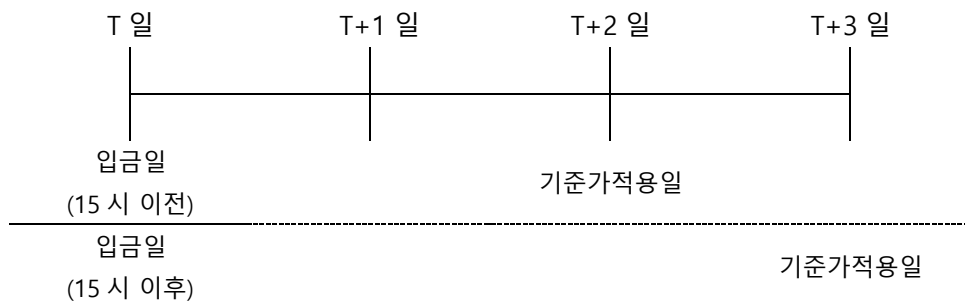 T 일 T+1 일 T+2 일 T+3 일
입금일
(15 시 이전)
기준가적용일
입금일
(15 시 이후)
기준가적용일